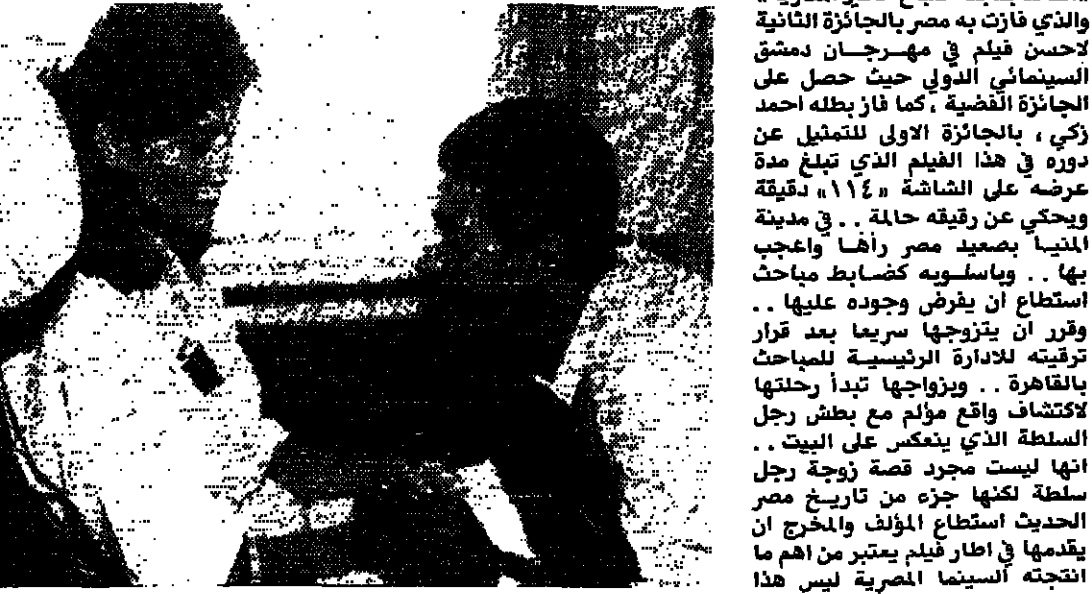 والذي فازت به مصر بالجائزة الثانية
لاحسن فيلم في مهرجان دمشق
السينمائي الدولي حيث حصل على
الجائزة الفضية ، كما فاز بطله احمد
زكي ، بالجائزة الاولى للتمثيل عن
دوره في هذا الفيلم الذي تبلغ مدة
عرضه على الشاشة «١١٤» دقيقة
ويحكي عن رقيقه حالمة . . في مدينة
المنيا بصعيد مصر رأها واعجب
بها . . وباسلوبه كضابط مباحث
استطاع ان يفرض وجوده عليها . .
وقرر ان يتزوجها سريعا بعد قرار
ترقيته للادارة الرئيسية للمباحث
بالقاهرة . . وبزواجها تبدأ رحلتها
لاكتشاف واقع مؤلم مع بطش رجل
السلطة الذي ينعكس على البيت . .
انها ليست مجرد قصة زوجة رجل
سلطة لكنها جزء من تاريخ مصر
الحديث استطاع المؤلف والمخرج ان
يقدمها في اطار فيلم يعتبر من اهم ما
انتجته السينما المصرية ليس هذا